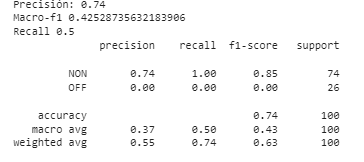 Precisión: 0.74
Macro-f1 0.42528735632183906
Recall 0.5
precision recall f1-score support
NON 0.74 1.00 0.85 74
OFF 0.00 0.00 0.00 26
accuracy 0.74 100
macro avg 0.37 0.50 0.43 100
weighted avg 0.55 0.74 0.63 100